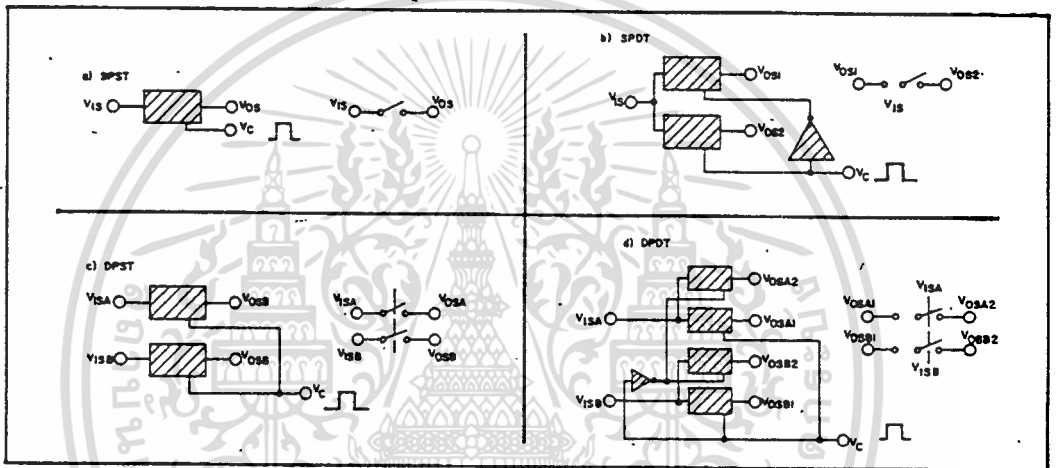 a) SPST
V_IS
V_OS
V_C
V_IS
V_OS
b) SPDT
V_IS
V_OS1
V_OS2
V_C
V_OS1
V_OS2
V_IS
c) DPST
V_ISA
V_OSB
V_ISB
V_OSB
V_C
V_ISA
V_OSA
V_ISB
V_OSB
d) DPDT
V_ISA
V_OSA2
V_OSA1
V_OSB2
V_ISB
V_OSB1
V_C
V_ISA
V_OSA1
V_OSA2
V_OSB1
V_OSB2
V_ISB